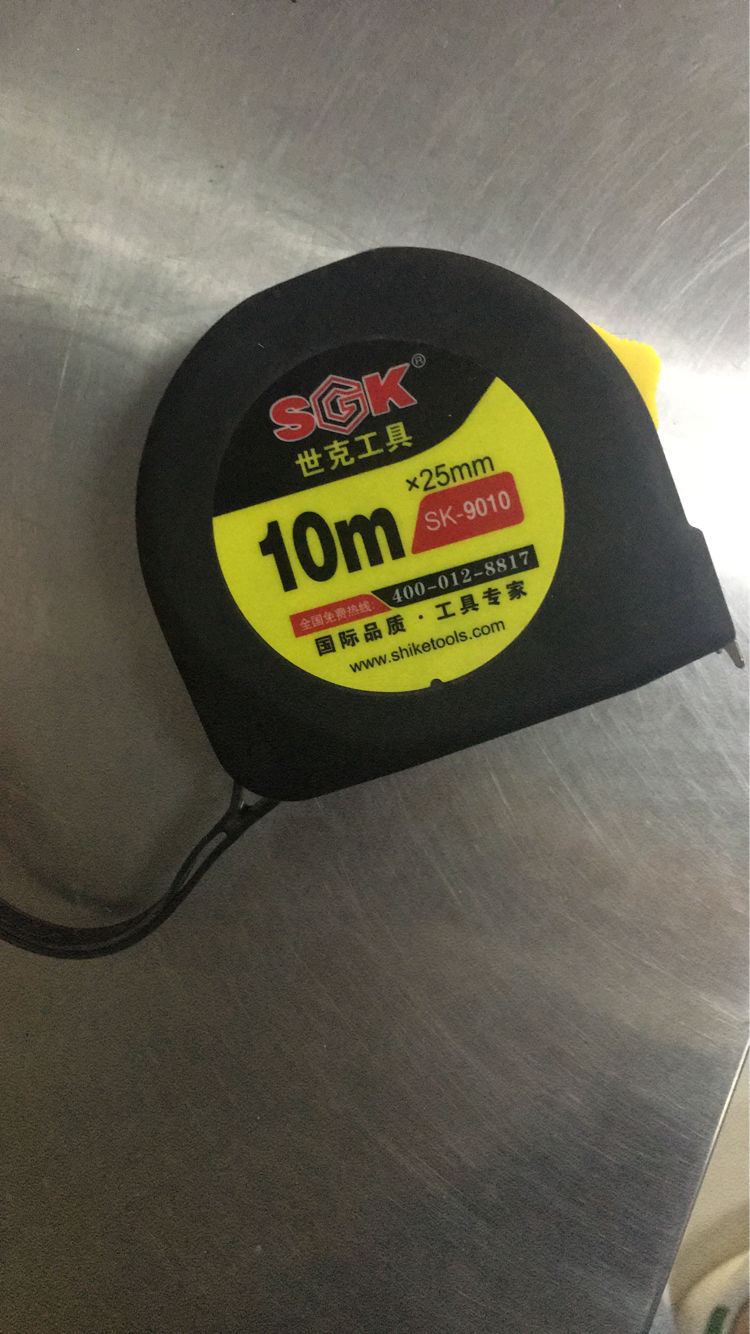 SGK®
世克工具
×25mm
10m
SK-9010
全国免费热线:
400-012-8817
国际品质·工具专家
www.shiketools.com